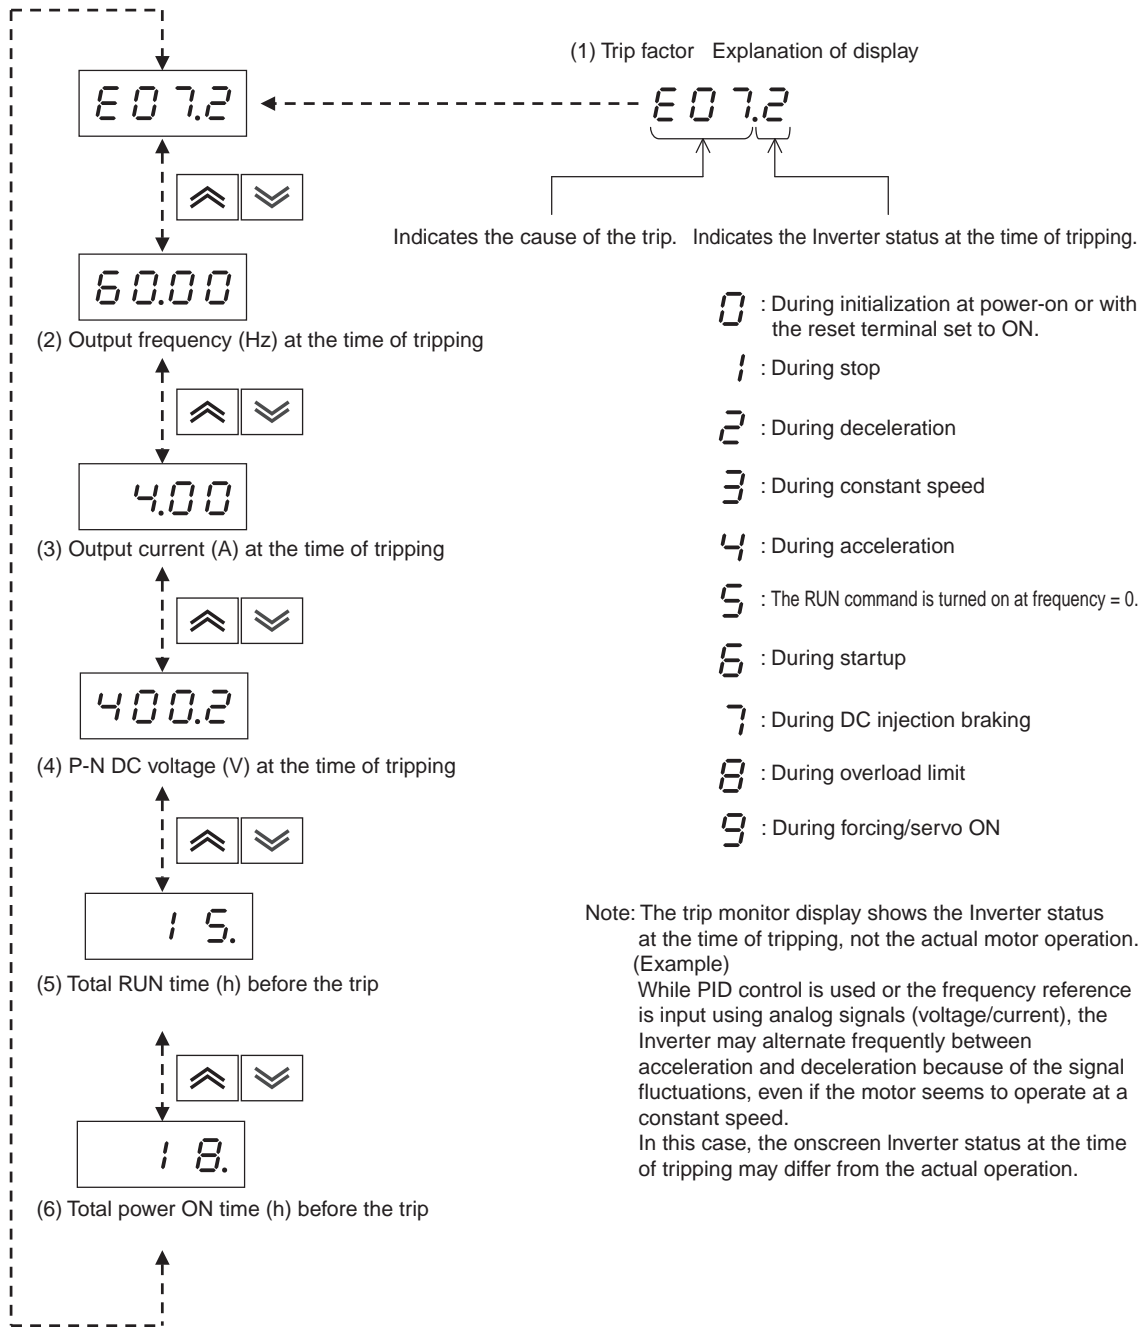 (1) Trip factor Explanation of display
E07.2
E07.2
Indicates the cause of the trip.
Indicates the Inverter status at the time of tripping.
60.00
(2) Output frequency (Hz) at the time of tripping
4.00
(3) Output current (A) at the time of tripping
400.2
(4) P-N DC voltage (V) at the time of tripping
15.
(5) Total RUN time (h) before the trip
18.
(6) Total power ON time (h) before the trip
0 : During initialization at power-on or with
the reset terminal set to ON.
1 : During stop
2 : During deceleration
3 : During constant speed
4 : During acceleration
5 : The RUN command is turned on at frequency = 0.
6 : During startup
7 : During DC injection braking
8 : During overload limit
9 : During forcing/servo ON
Note: The trip monitor display shows the Inverter status
at the time of tripping, not the actual motor operation.
(Example)
While PID control is used or the frequency reference
is input using analog signals (voltage/current), the
Inverter may alternate frequently between
acceleration and deceleration because of the signal
fluctuations, even if the motor seems to operate at a
constant speed.
In this case, the onscreen Inverter status at the time
of tripping may differ from the actual operation.